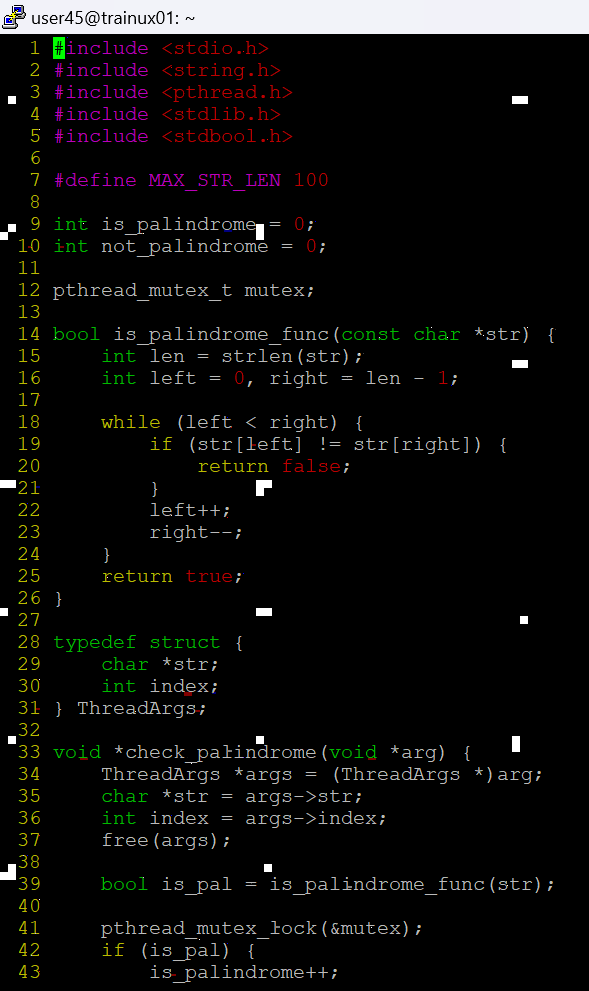 user45@trainux01: ~
1 #include <stdio.h>
2 #include <string.h>
3 #include <pthread.h>
4 #include <stdlib.h>
5 #include <stdbool.h>
6
7 #define MAX_STR_LEN 100
8
9 int is_palindrome = 0;
10 int not_palindrome = 0;
11
12 pthread_mutex_t mutex;
13
14 bool is_palindrome_func(const char *str) {
15     int len = strlen(str);
16     int left = 0, right = len - 1;
17
18     while (left < right) {
19         if (str[left] != str[right]) {
20             return false;
21         }
22         left++;
23         right--;
24     }
25     return true;
26 }
27
28 typedef struct {
29     char *str;
30     int index;
31 } ThreadArgs;
32
33 void *check_palindrome(void *arg) {
34     ThreadArgs *args = (ThreadArgs *)arg;
35     char *str = args->str;
36     int index = args->index;
37     free(args);
38
39     bool is_pal = is_palindrome_func(str);
40
41     pthread_mutex_lock(&mutex);
42     if (is_pal) {
43         is_palindrome++;